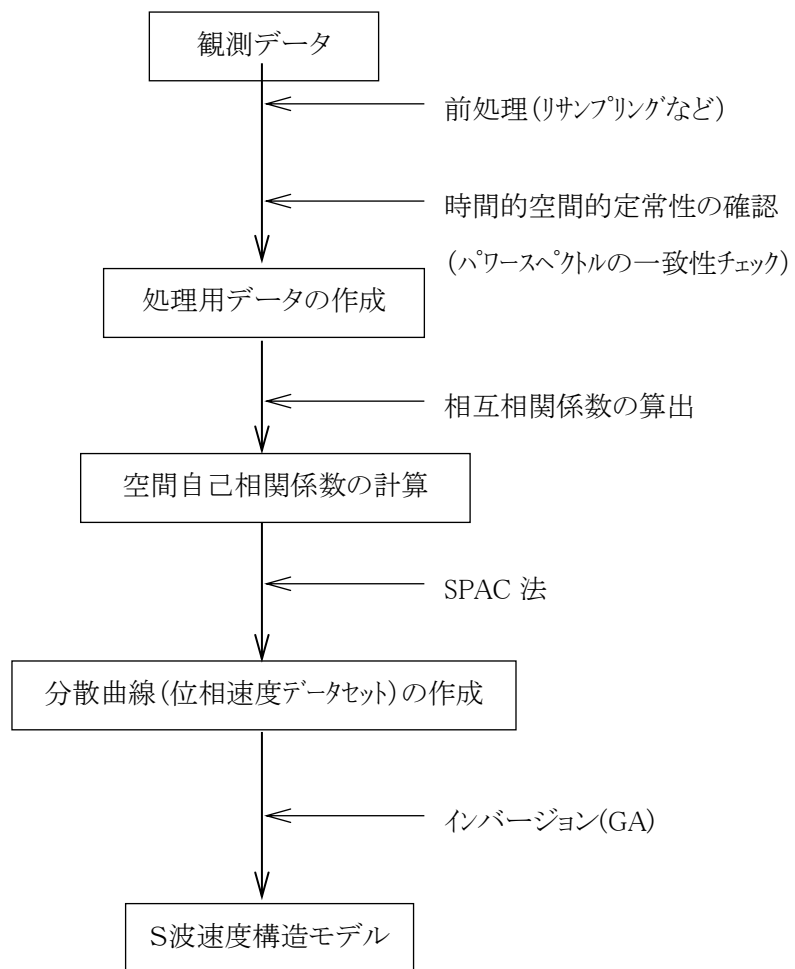 観測データ
前処理(ﾘｻﾝﾌﾟﾘﾝｸﾞなど)
時間的空間的定常性の確認
(ﾊﾟﾜｰｽﾍﾟｸﾄﾙの一致性ﾁｪｯｸ)
処理用データの作成
相互相関係数の算出
空間自己相関係数の計算
SPAC 法
分散曲線(位相速度ﾃﾞｰﾀｾｯﾄ)の作成
インバージョン(GA)
S波速度構造モデル